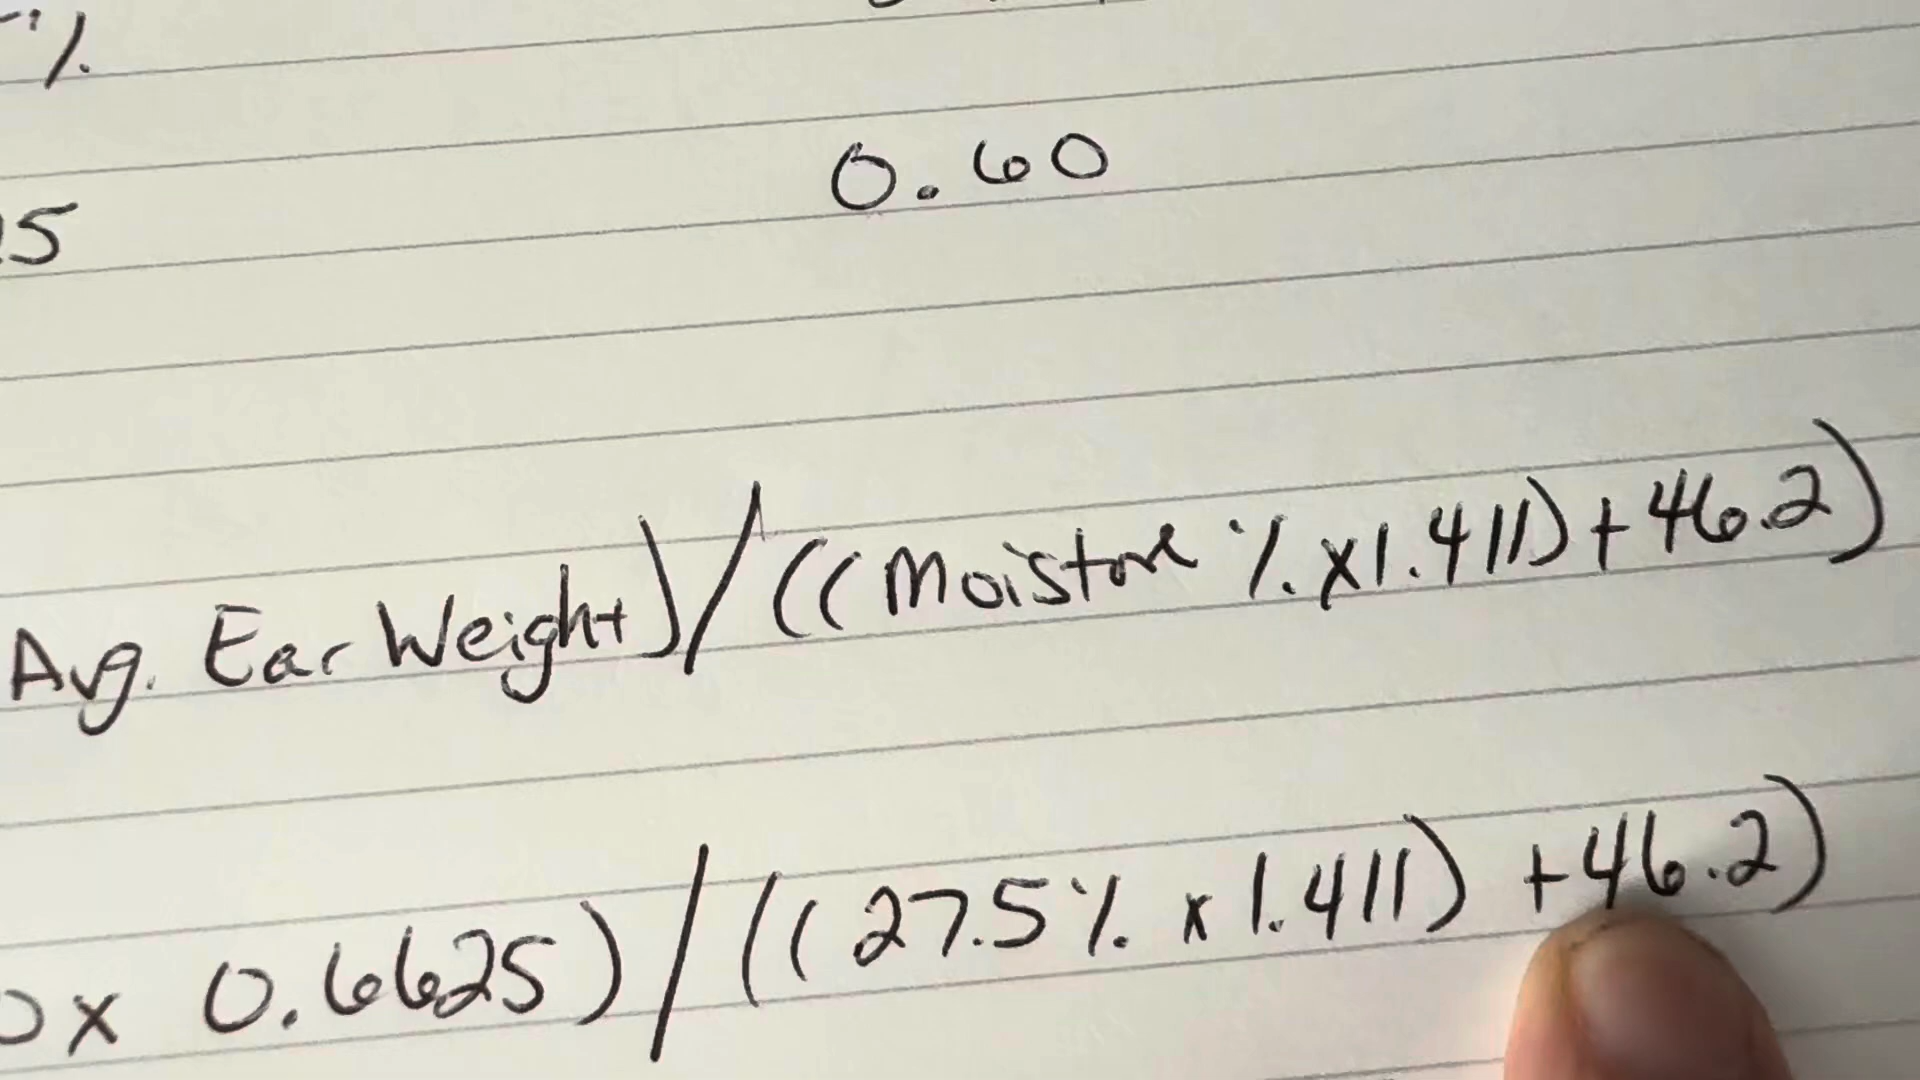 %
0.60
5
Avg. Ear Weight)/((Moisture % x1.411)+46.2)
0 x 0.6625)/((27.5% x 1.411) +46.2)